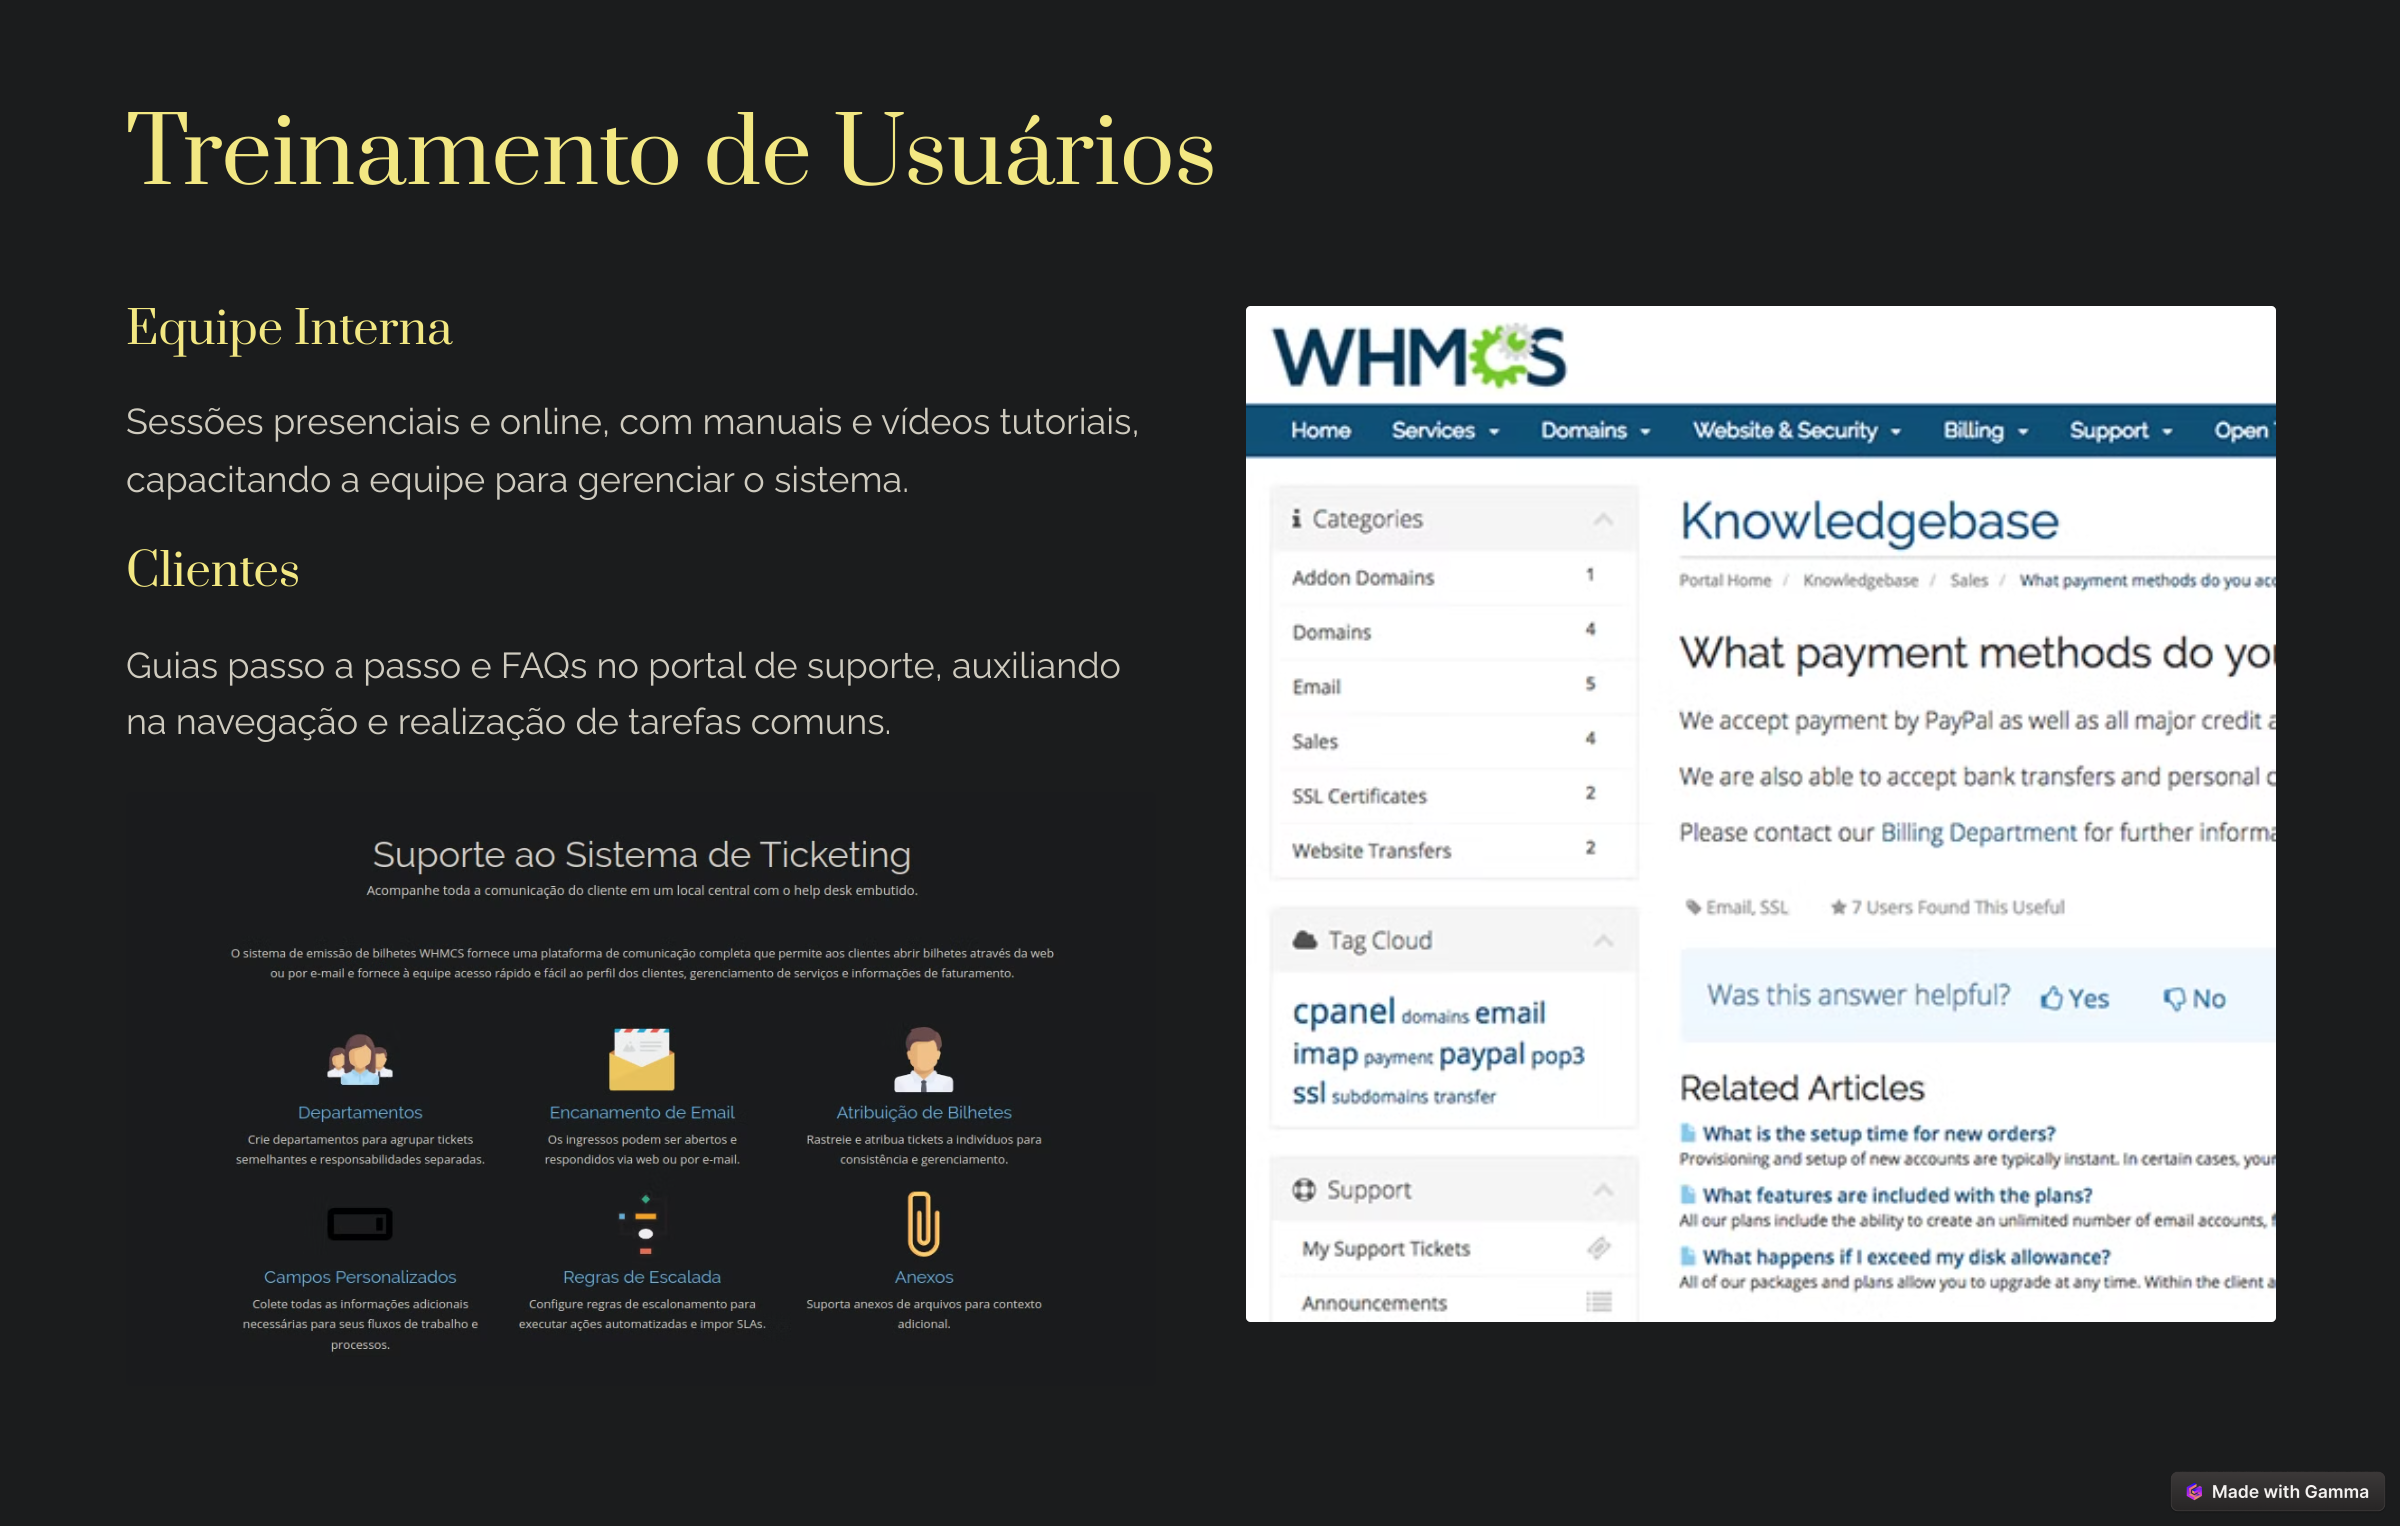 Treinamento de Usuários
Equipe Interna
Sessões presenciais e online, com manuais e vídeos tutoriais,
capacitando a equipe para gerenciar o sistema.
Clientes
Guias passo a passo e FAQs no portal de suporte, auxiliando
na navegação e realização de tarefas comuns.
Suporte ao Sistema de Ticketing
Acompanhe toda a comunicação do cliente em um local central com o help desk embutido.
O sistema de emissão de bilhetes WHMCS fornece uma plataforma de comunicação completa que permite aos clientes abrir bilhetes através da web
ou por e-mail e fornece à equipe acesso rápido e fácil ao perfil dos clientes, gerenciamento de serviços e informações de faturamento.
Departamentos
Crie departamentos para agrupar tickets
semelhantes e responsabilidades separadas.
Encanamento de Email
Os ingressos podem ser abertos e
respondidos via web ou por e-mail.
Atribuição de Bilhetes
Rastreie e atribua tickets a indivíduos para
consistência e gerenciamento.
Campos Personalizados
Colete todas as informações adicionais
necessárias para seus fluxos de trabalho e
processos.
Regras de Escalada
Configure regras de escalonamento para
executar ações automatizadas e impor SLAs.
Anexos
Suporta anexos de arquivos para contexto
adicional.
WHMCS
Home Services Domains Website & Security Billing Support Open
Categories
Addon Domains 1
Domains 4
Email 5
Sales 4
SSL Certificates 2
Website Transfers 2
Tag Cloud
cpanel domains email
imap payment paypal pop3
ssl subdomains transfer
Support
My Support Tickets
Announcements
Knowledgebase
Portal Home / Knowledgebase / Sales / What payment methods do you acc
What payment methods do you
We accept payment by PayPal as well as all major credit a
We are also able to accept bank transfers and personal c
Please contact our Billing Department for further informa
Email, SSL 7 Users Found This Useful
Was this answer helpful? Yes No
Related Articles
What is the setup time for new orders?
Provisioning and setup of new accounts are typically instant. In certain cases, your
What features are included with the plans?
All our plans include the ability to create an unlimited number of email accounts, f
What happens if I exceed my disk allowance?
All of our packages and plans allow you to upgrade at any time. Within the client a
Made with Gamma